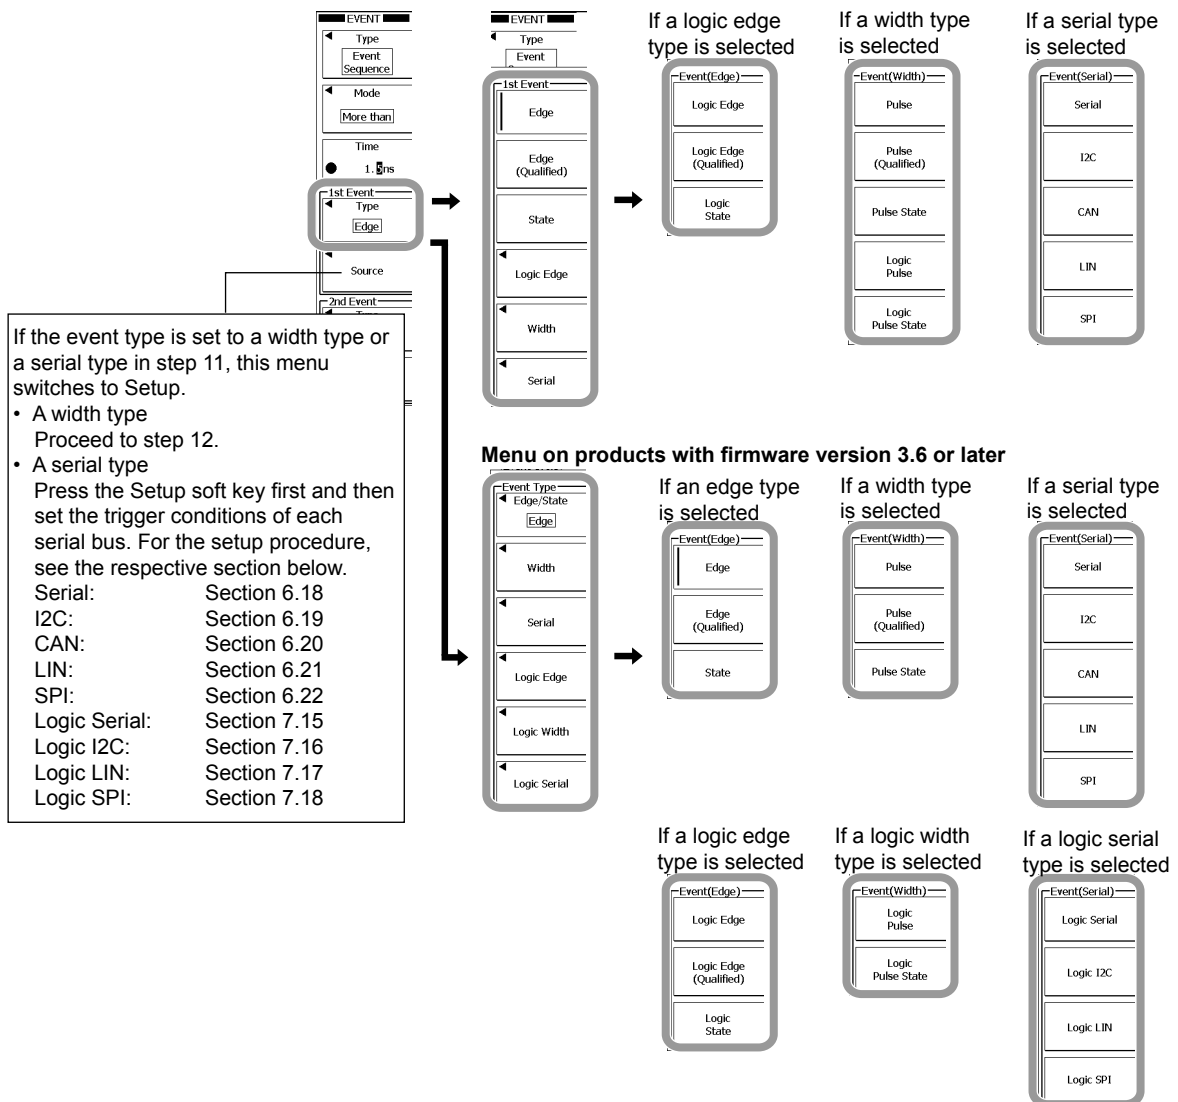 EVENT
Type
Event
Sequence
Mode
More than
Time
1.5ns
1st Event
Type
Edge
Source
2nd Event
EVENT
Type
Event
1st Event
Edge
Edge
(Qualified)
State
Logic Edge
Width
Serial
If a logic edge
type is selected
Event(Edge)
Logic Edge
Logic Edge
(Qualified)
Logic
State
If a width type
is selected
Event(Width)
Pulse
Pulse
(Qualified)
Pulse State
Logic
Pulse
Logic
Pulse State
If a serial type
is selected
Event(Serial)
Serial
I2C
CAN
LIN
SPI
If the event type is set to a width type or
a serial type in step 11, this menu
switches to Setup.
• A width type
Proceed to step 12.
• A serial type
Press the Setup soft key first and then
set the trigger conditions of each
serial bus. For the setup procedure,
see the respective section below.
Serial: Section 6.18
I2C: Section 6.19
CAN: Section 6.20
LIN: Section 6.21
SPI: Section 6.22
Logic Serial: Section 7.15
Logic I2C: Section 7.16
Logic LIN: Section 7.17
Logic SPI: Section 7.18
Menu on products with firmware version 3.6 or later
Event Type
Edge/State
Edge
Width
Serial
Logic Edge
Logic Width
Logic Serial
If an edge type
is selected
Event(Edge)
Edge
Edge
(Qualified)
State
If a width type
is selected
Event(Width)
Pulse
Pulse
(Qualified)
Pulse State
If a serial type
is selected
Event(Serial)
Serial
I2C
CAN
LIN
SPI
If a logic edge
type is selected
Event(Edge)
Logic Edge
Logic Edge
(Qualified)
Logic
State
If a logic width
type is selected
Event(Width)
Logic
Pulse
Logic
Pulse State
If a logic serial
type is selected
Event(Serial)
Logic Serial
Logic I2C
Logic LIN
Logic SPI